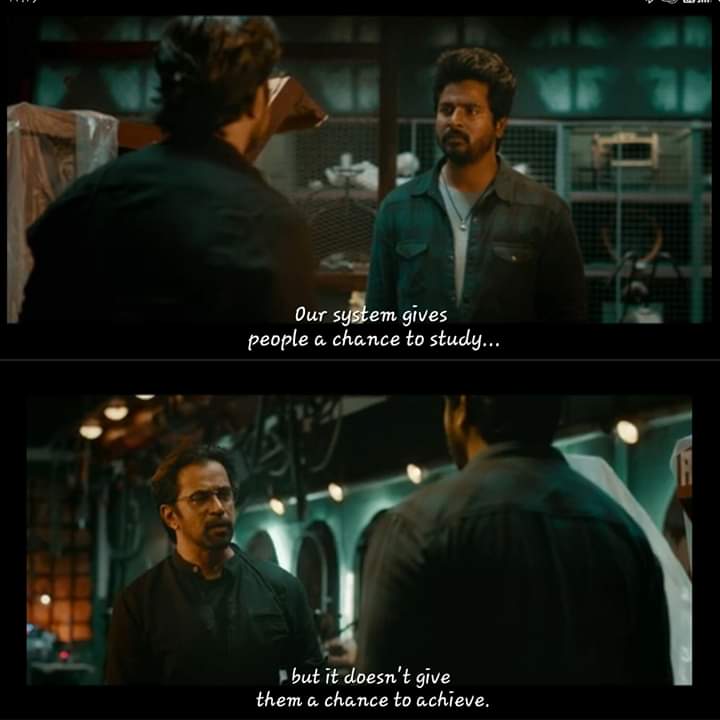 Our system gives
people a chance to study...
but it doesn't give
them a chance to achieve.